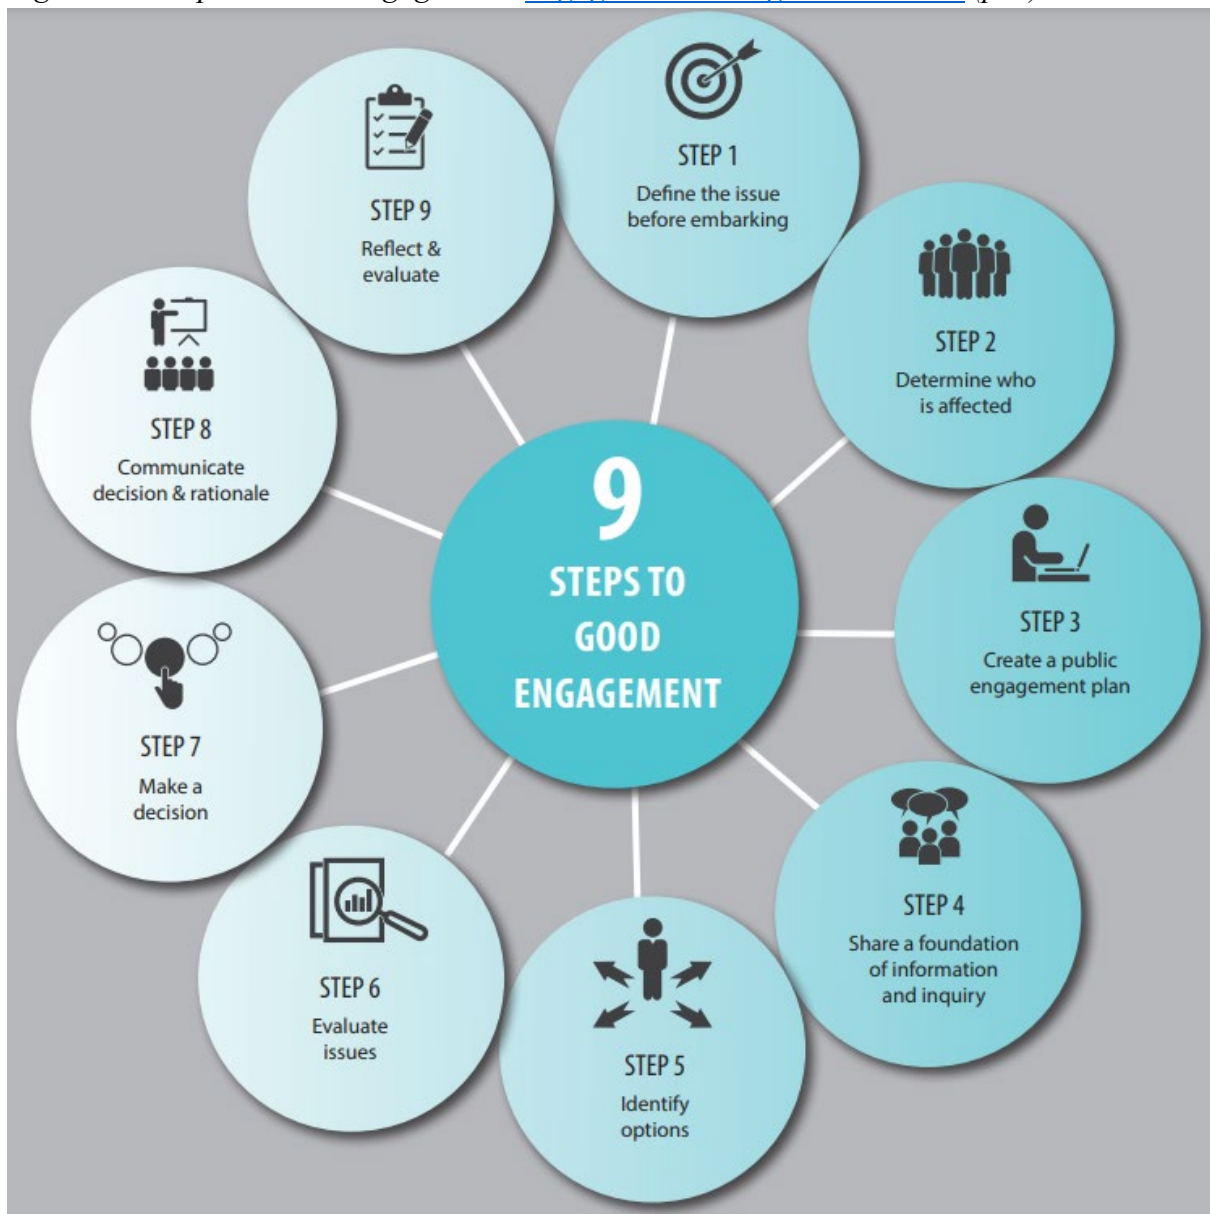 9
STEPS TO
GOOD
ENGAGEMENT
STEP 1
Define the issue
before embarking
STEP 2
Determine who
is affected
STEP 3
Create a public
engagement plan
STEP 4
Share a foundation
of information
and inquiry
STEP 5
Identify
options
STEP 6
Evaluate
issues
STEP 7
Make a
decision
STEP 8
Communicate
decision & rationale
STEP 9
Reflect &
evaluate